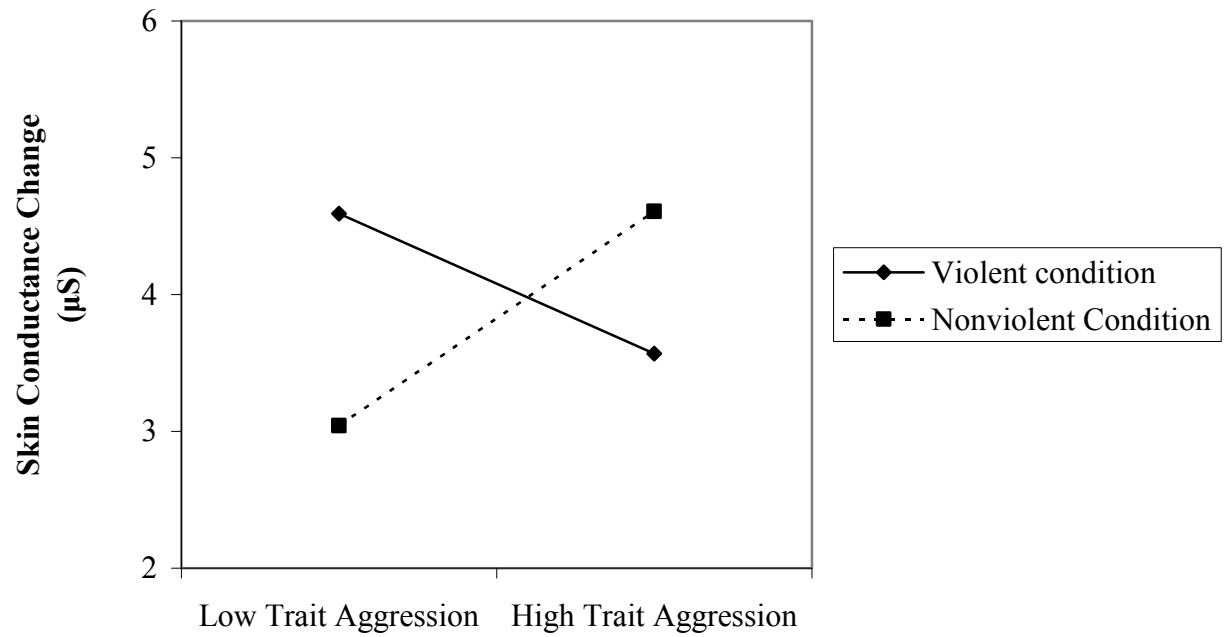 6
5
4
3
2
Skin Conductance Change
(µS)
Low Trait Aggression
High Trait Aggression
Violent condition
Nonviolent Condition